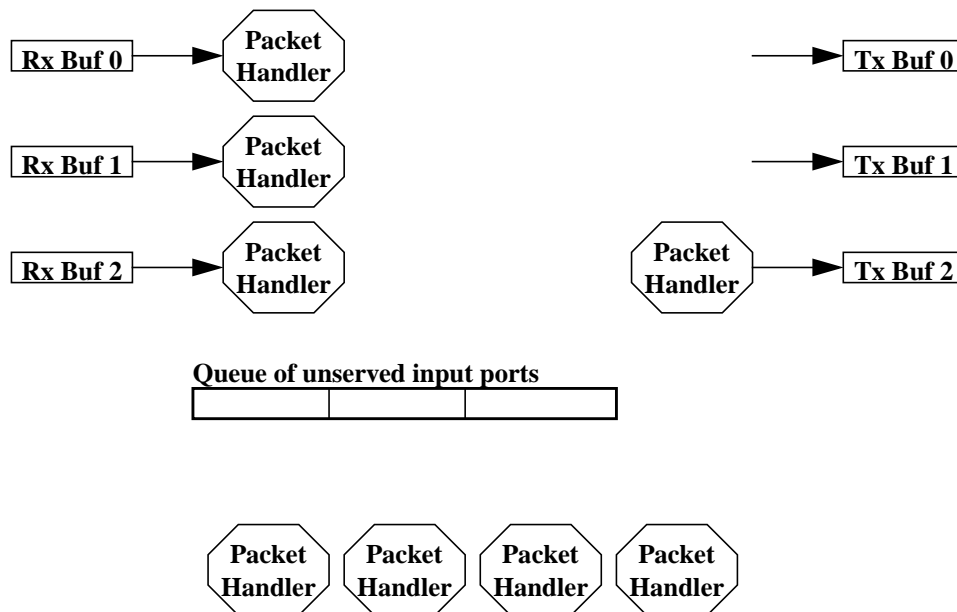 Rx Buf 0
Packet
Handler
Tx Buf 0
Rx Buf 1
Packet
Handler
Tx Buf 1
Rx Buf 2
Packet
Handler
Packet
Handler
Tx Buf 2
Queue of unserved input ports
Packet
Handler
Packet
Handler
Packet
Handler
Packet
Handler